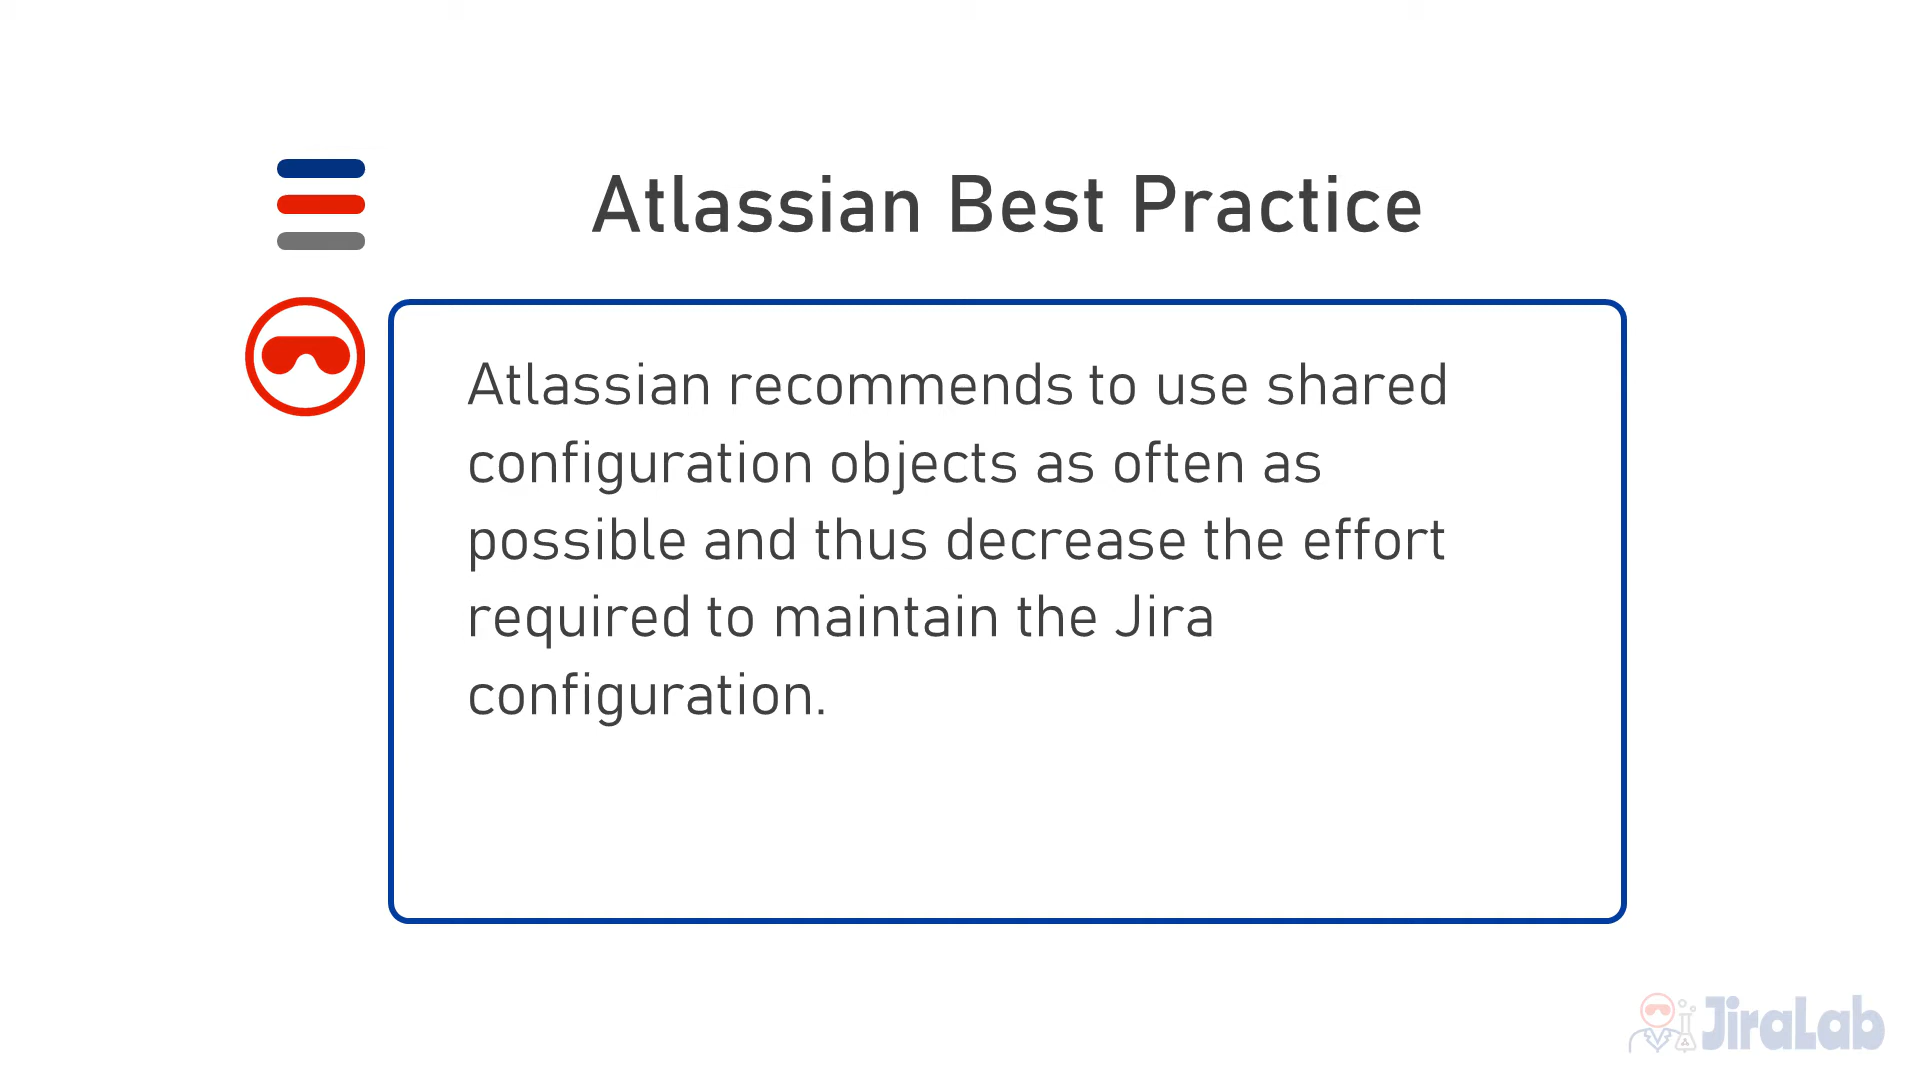 Atlassian Best Practice
Atlassian recommends to use shared
configuration objects as often as
possible and thus decrease the effort
required to maintain the Jira
configuration.
JiraLab